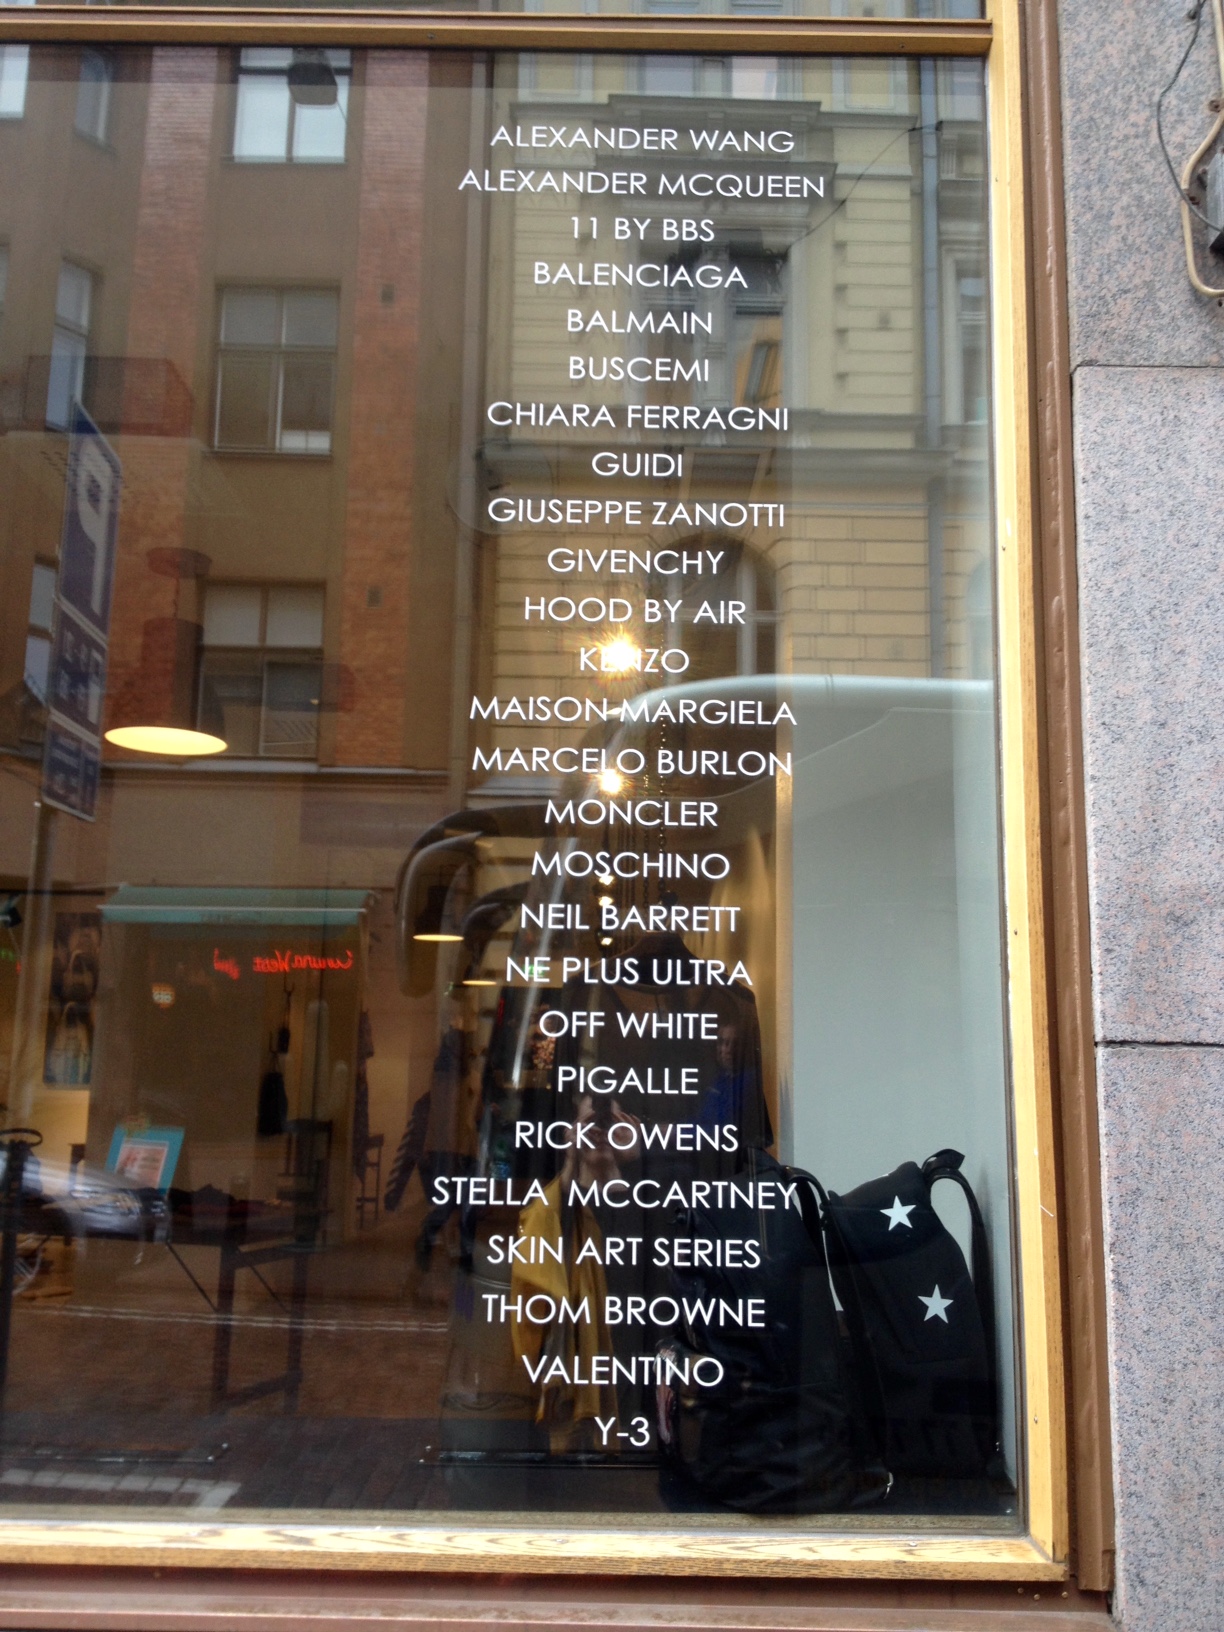 ALEXANDER WANG
ALEXANDER MCQUEEN
11 BY BBS
BALENCIAGA
BALMAIN
BUSCEMI
CHIARA FERRAGNI
GUIDI
GIUSEPPE ZANOTTI
GIVENCHY
HOOD BY AIR
KENZO
MAISON MARGIELA
MARCELO BURLON
MONCLER
MOSCHINO
NEIL BARRETT
NE PLUS ULTRA
OFF WHITE
PIGALLE
RICK OWENS
STELLA MCCARTNEY
SKIN ART SERIES
THOM BROWNE
VALENTINO
Y-3
P